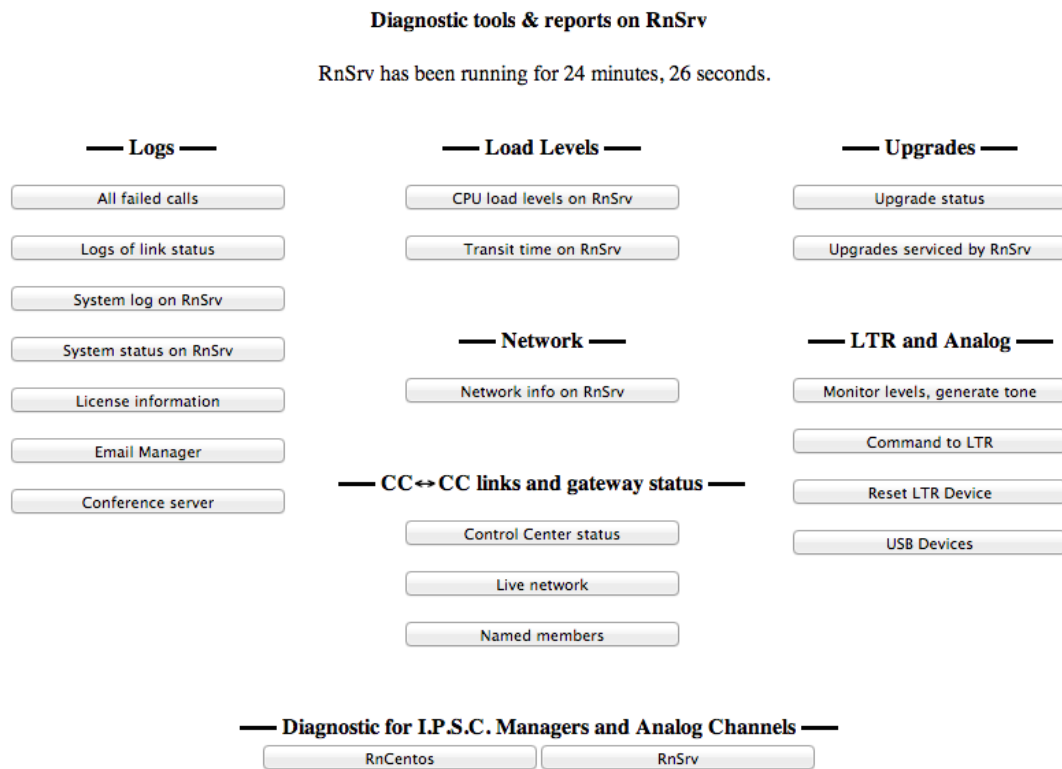 Diagnostic tools & reports on RnSrv
RnSrv has been running for 24 minutes, 26 seconds.
Logs
All failed calls
Logs of link status
System log on RnSrv
System status on RnSrv
License information
Email Manager
Conference server
Load Levels
CPU load levels on RnSrv
Transit time on RnSrv
Network
Network info on RnSrv
CC↔CC links and gateway status
Control Center status
Live network
Named members
Upgrades
Upgrade status
Upgrades serviced by RnSrv
LTR and Analog
Monitor levels, generate tone
Command to LTR
Reset LTR Device
USB Devices
Diagnostic for I.P.S.C. Managers and Analog Channels
RnCentos
RnSrv